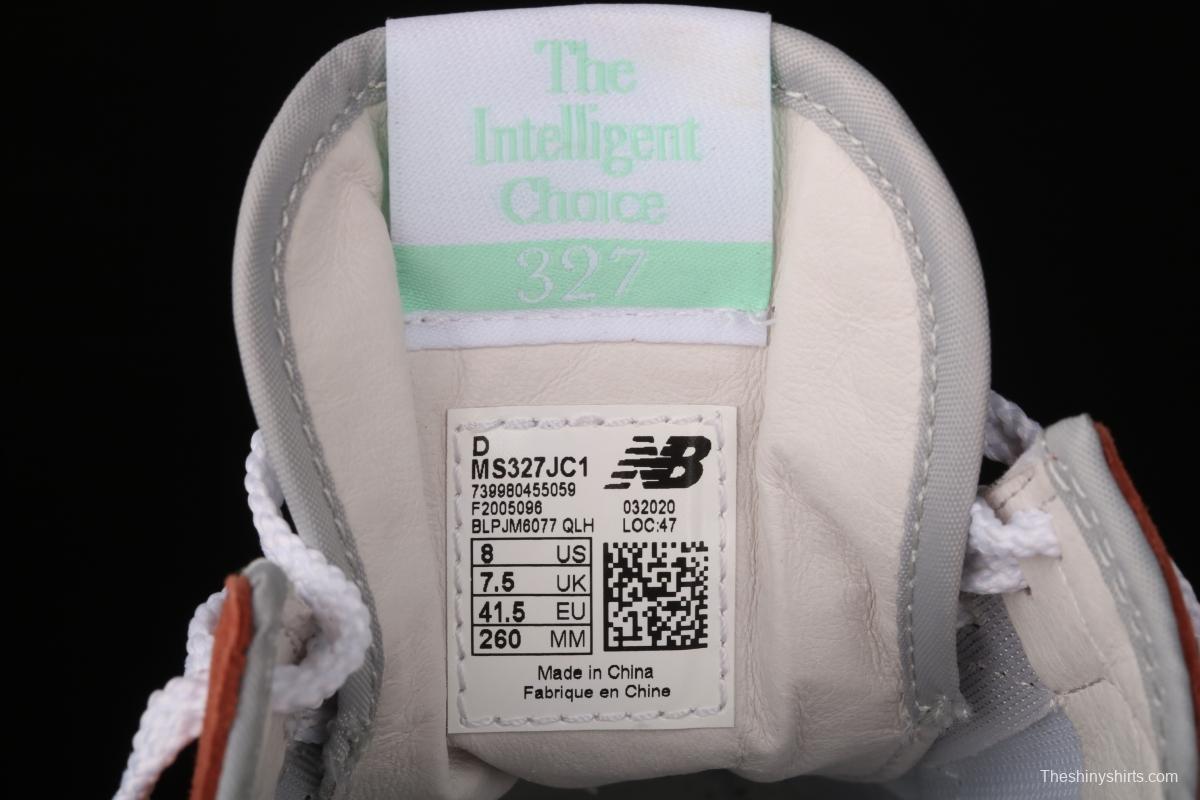 The
Intelligent
Choice
327
D
MS327JC1
NB
739980455059
F2005096
032020
BLPJM6077 QLH
LOC:47
8 US
7.5 UK
41.5 EU
260 MM
Made in China
Fabrique en Chine
Theshinyshirts.com